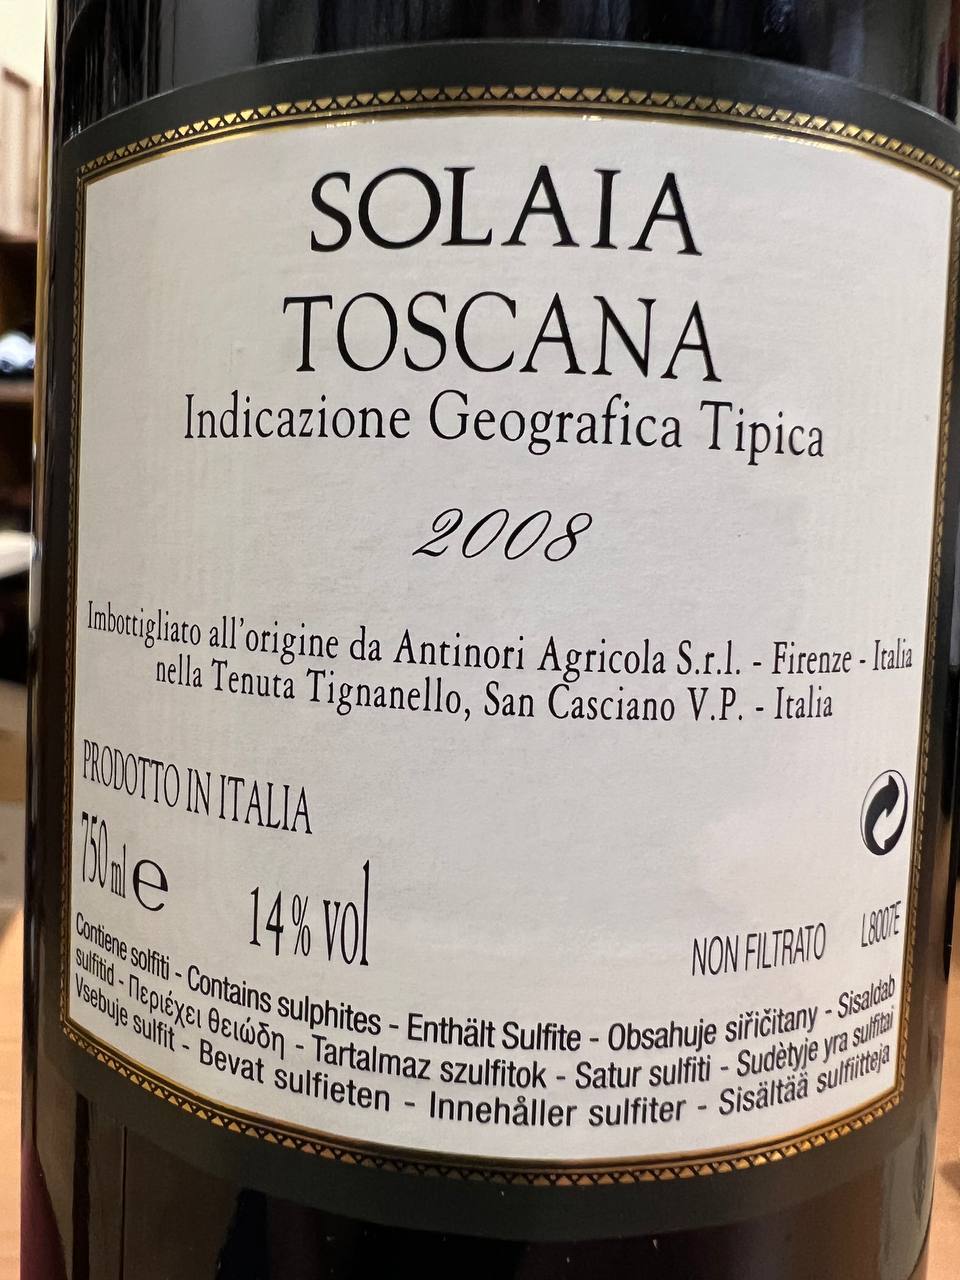 SOLAIA
TOSCANA
Indicazione Geografica Tipica
2008
Imbottigliato all'origine da Antinori Agricola S.r.l. - Firenze - Italia
nella Tenuta Tignanello, San Casciano V.P. - Italia
PRODOTTO IN ITALIA
750 ml e
14% vol
NON FILTRATO
L8007E
Contiene solfiti - Contains sulphites - Enthält Sulfite - Obsahuje siřičitany - Sisaldab
sulfitid - Περιέχει θειώδη - Tartalmaz szulfitok - Satur sulfiti - Sudètyje yra sulfitai
Vsebuje sulfit - Bevat sulfieten - Innehåller sulfiter - Sisältää sulfiitteja